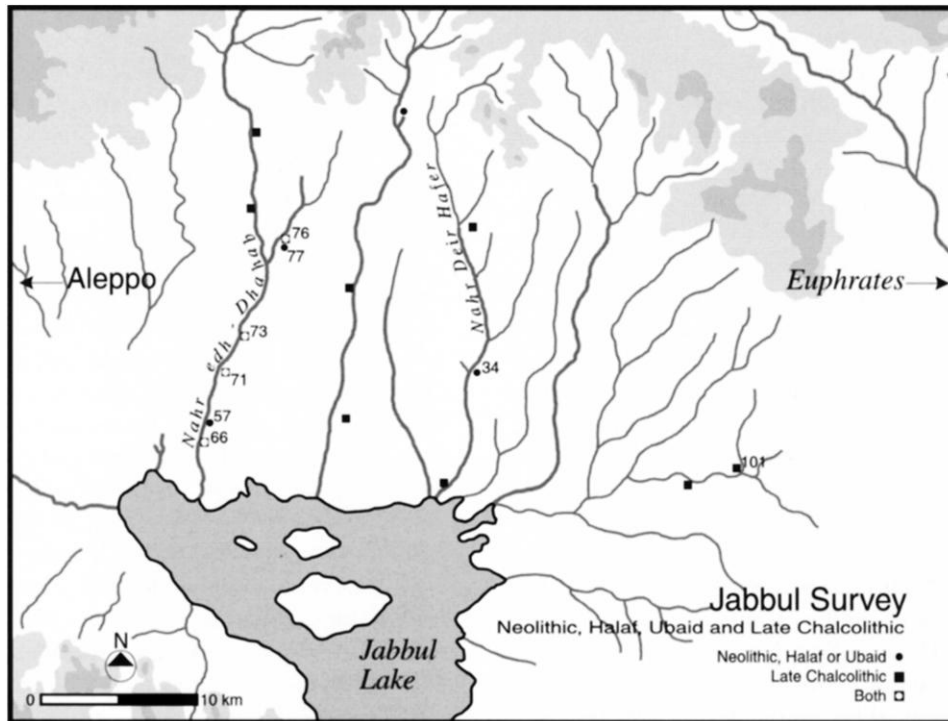 76
77
Nahr Deir Hafer
Aleppo
Euphrates
Nahr edh Dhahab
73
71
34
57
66
101
Jabbul Survey
Neolithic, Halaf, Ubaid and Late Chalcolithic
Jabbul
Lake
N
Neolithic, Halaf or Ubaid
Late Chalcolithic
Both
0 10 km